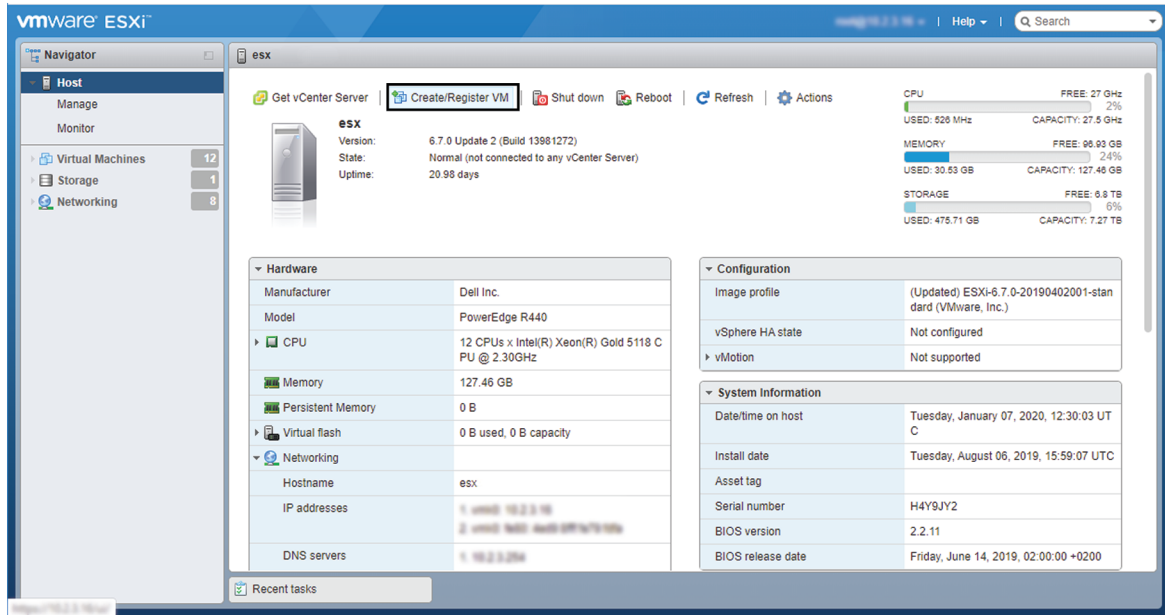 vmware ESXi™
Help
Search
Navigator
Host
Manage
Monitor
Virtual Machines 12
Storage 1
Networking 8
esx
Get vCenter Server | Create/Register VM | Shut down Reboot | Refresh | Actions
esx
Version: 6.7.0 Update 2 (Build 13981272)
State: Normal (not connected to any vCenter Server)
Uptime: 20.98 days
CPU FREE: 27 GHz
2%
USED: 526 MHz CAPACITY: 27.5 GHz
MEMORY FREE: 96.93 GB
24%
USED: 30.53 GB CAPACITY: 127.46 GB
STORAGE FREE: 6.8 TB
6%
USED: 475.71 GB CAPACITY: 7.27 TB
Hardware
Manufacturer Dell Inc.
Model PowerEdge R440
CPU 12 CPUs x Intel(R) Xeon(R) Gold 5118 C
PU @ 2.30GHz
Memory 127.46 GB
Persistent Memory 0 B
Virtual flash 0 B used, 0 B capacity
Networking
Hostname esx
IP addresses
DNS servers
Configuration
Image profile (Updated) ESXi-6.7.0-20190402001-stan
dard (VMware, Inc.)
vSphere HA state Not configured
vMotion Not supported
System Information
Date/time on host Tuesday, January 07, 2020, 12:30:03 UT
C
Install date Tuesday, August 06, 2019, 15:59:07 UTC
Asset tag
Serial number H4Y9JY2
BIOS version 2.2.11
BIOS release date Friday, June 14, 2019, 02:00:00 +0200
Recent tasks